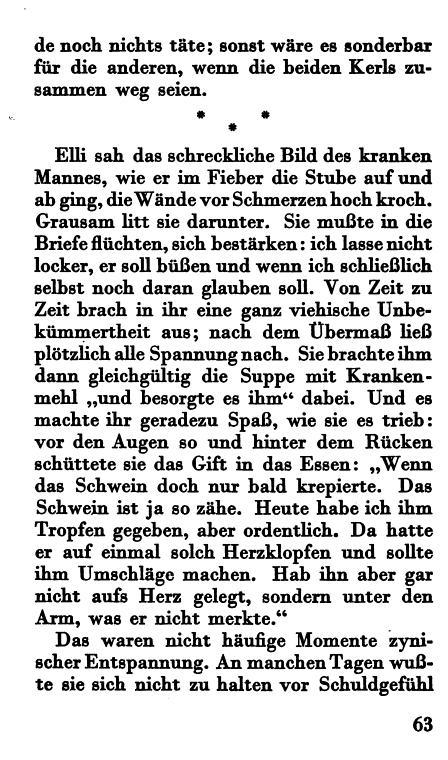 de noch nichts täte; sonst wäre es sonderbar
für die anderen, wenn die beiden Kerls zu-
sammen weg seien.
* *
*
Elli sah das schreckliche Bild des kranken
Mannes, wie er im Fieber die Stube auf und
ab ging, die Wände vor Schmerzen hoch kroch.
Grausam litt sie darunter. Sie mußte in die
Briefe flüchten, sich bestärken: ich lasse nicht
locker, er soll büßen und wenn ich schließlich
selbst noch daran glauben soll. Von Zeit zu
Zeit brach in ihr eine ganz viehische Unbe-
kümmertheit aus; nach dem Übermaß ließ
plötzlich alle Spannung nach. Sie brachte ihm
dann gleichgültig die Suppe mit Kranken-
mehl „und besorgte es ihm“ dabei. Und es
machte ihr geradezu Spaß, wie sie es trieb:
vor den Augen so und hinter dem Rücken
schüttete sie das Gift in das Essen: „Wenn
das Schwein doch nur bald krepierte. Das
Schwein ist ja so zähe. Heute habe ich ihm
Tropfen gegeben, aber ordentlich. Da hatte
er auf einmal solch Herzklopfen und sollte
ihm Umschläge machen. Hab ihn aber gar
nicht aufs Herz gelegt, sondern unter den
Arm, was er nicht merkte.“
Das waren nicht häufige Momente zyni-
scher Entspannung. An manchen Tagen wuß-
te sie sich nicht zu halten vor Schuldgefühl
63